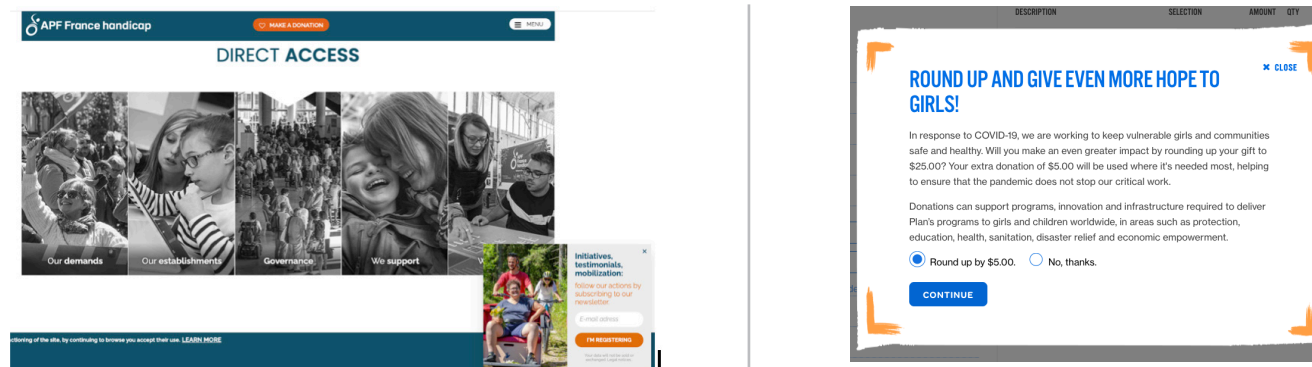 APF France handicap
MAKE A DONATION
MENU
DIRECT ACCESS
Our demands
Our establishments
Governance
We support
Initiatives,
testimonials,
mobilization:
follow our actions by
subscribing to our
newsletter
E-mail adress
I'M REGISTERING
ctioning of the site, by continuing to browse you accept their use. LEARN MORE
DESCRIPTION SELECTION AMOUNT QTY
CLOSE
ROUND UP AND GIVE EVEN MORE HOPE TO
GIRLS!
In response to COVID-19, we are working to keep vulnerable girls and communities
safe and healthy. Will you make an even greater impact by rounding up your gift to
$25.00? Your extra donation of $5.00 will be used where it's needed most, helping
to ensure that the pandemic does not stop our critical work.
Donations can support programs, innovation and infrastructure required to deliver
Plan's programs to girls and children worldwide, in areas such as protection,
education, health, sanitation, disaster relief and economic empowerment.
Round up by $5.00. No, thanks.
CONTINUE